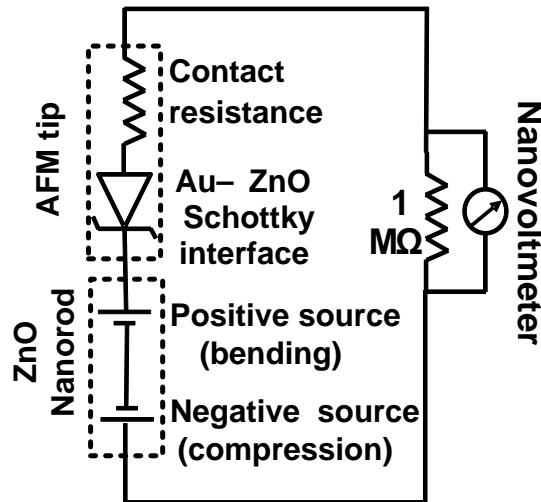 Contact
resistance
AFM tip
Au– ZnO
Schottky
interface
1
MΩ
Nanovoltmeter
ZnO
Nanorod
Positive source
(bending)
Negative source
(compression)